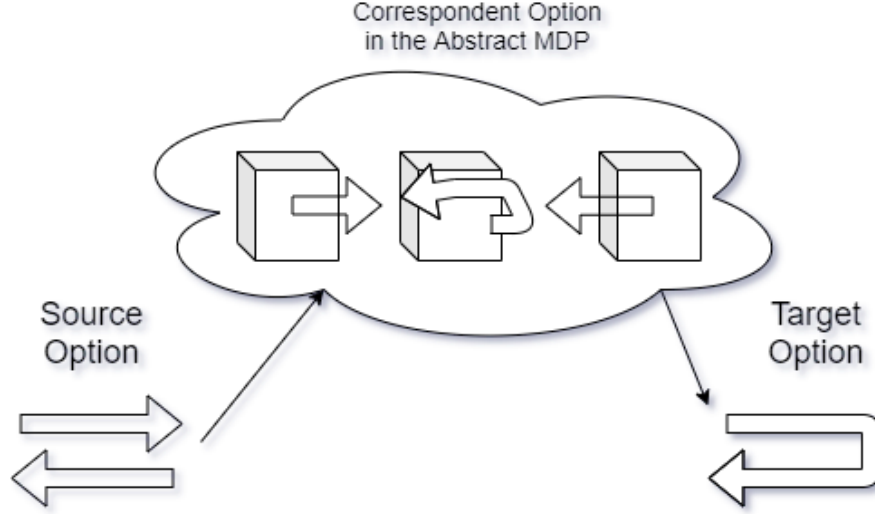 Correspondent Option
in the Abstract MDP
Source
Option
Target
Option